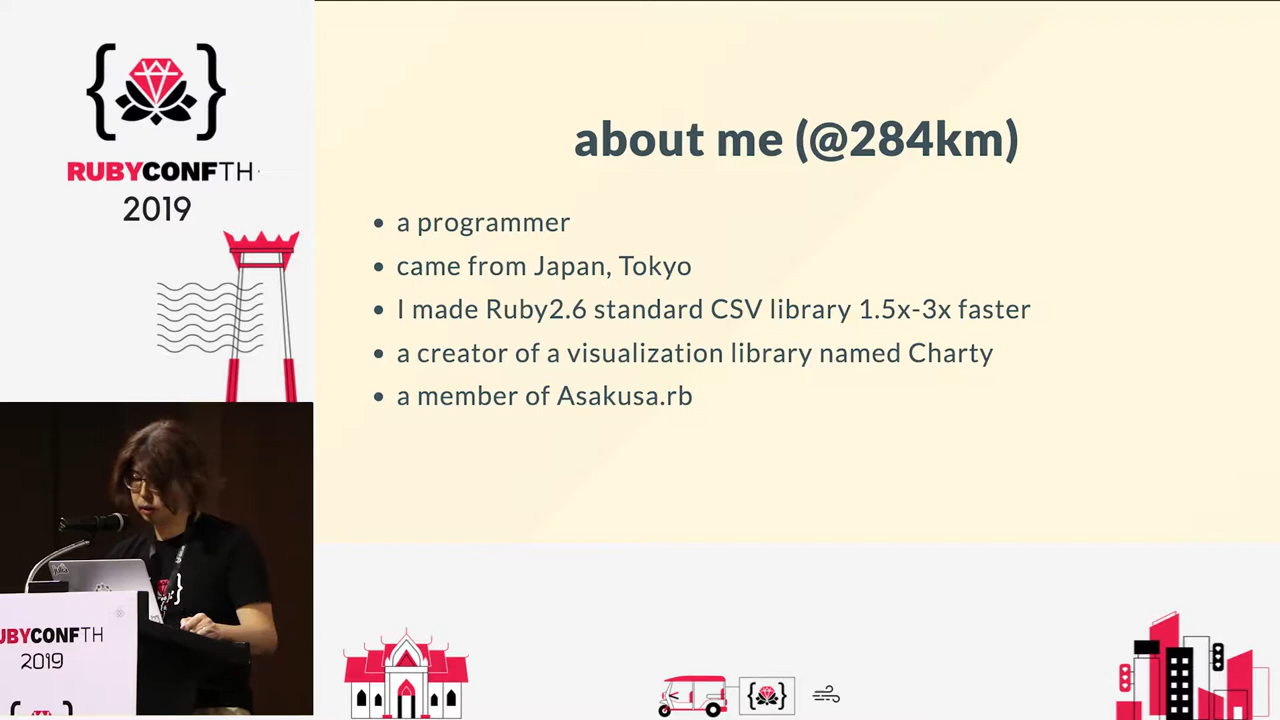 RUBYCONFTH
2019
about me (@284km)
• a programmer
• came from Japan, Tokyo
• I made Ruby2.6 standard CSV library 1.5x-3x faster
• a creator of a visualization library named Charty
• a member of Asakusa.rb
UBYCONFTH
2019